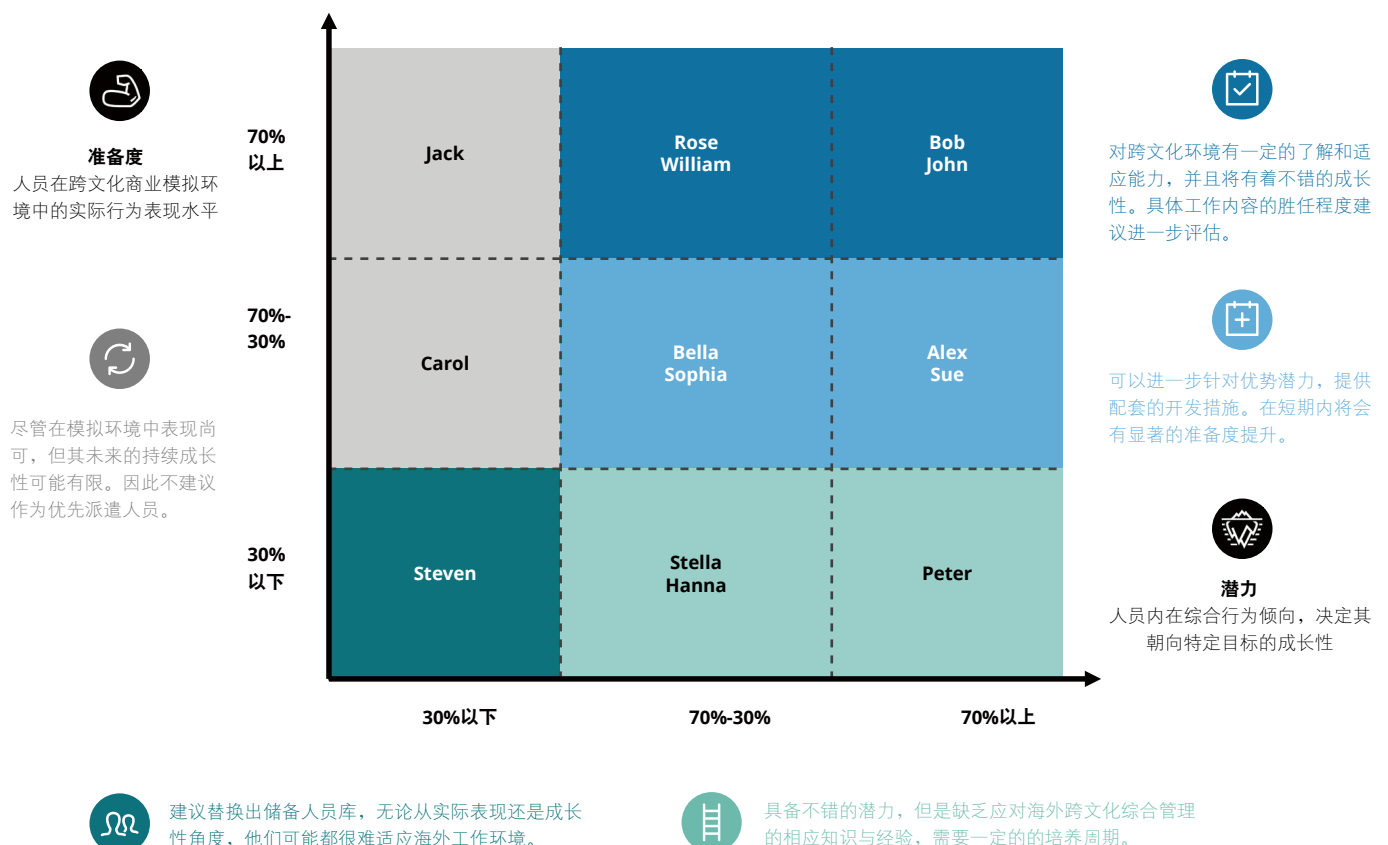 准备度
人员在跨文化商业模拟环
境中的实际行为表现水平
尽管在模拟环境中表现尚
可，但其未来的持续成长
性可能有限。因此不建议
作为优先派遣人员。
70%
以上
70%-
30%
30%
以下
Jack
Rose
William
Bob
John
Carol
Bella
Sophia
Alex
Sue
Steven
Stella
Hanna
Peter
30%以下
70%-30%
70%以上
对跨文化环境有一定的了解和适
应能力，并且将有着不错的成长
性。具体工作内容的胜任程度建
议进一步评估。
可以进一步针对优势潜力，提供
配套的开发措施。在短期内将会
有显著的准备度提升。
潜力
人员内在综合行为倾向，决定其
朝向特定目标的成长性
建议替换出储备人员库，无论从实际表现还是成长
性角度，他们可能都很难适应海外工作环境。
具备不错的潜力，但是缺乏应对海外跨文化综合管理
的相应知识与经验，需要一定的的培养周期。